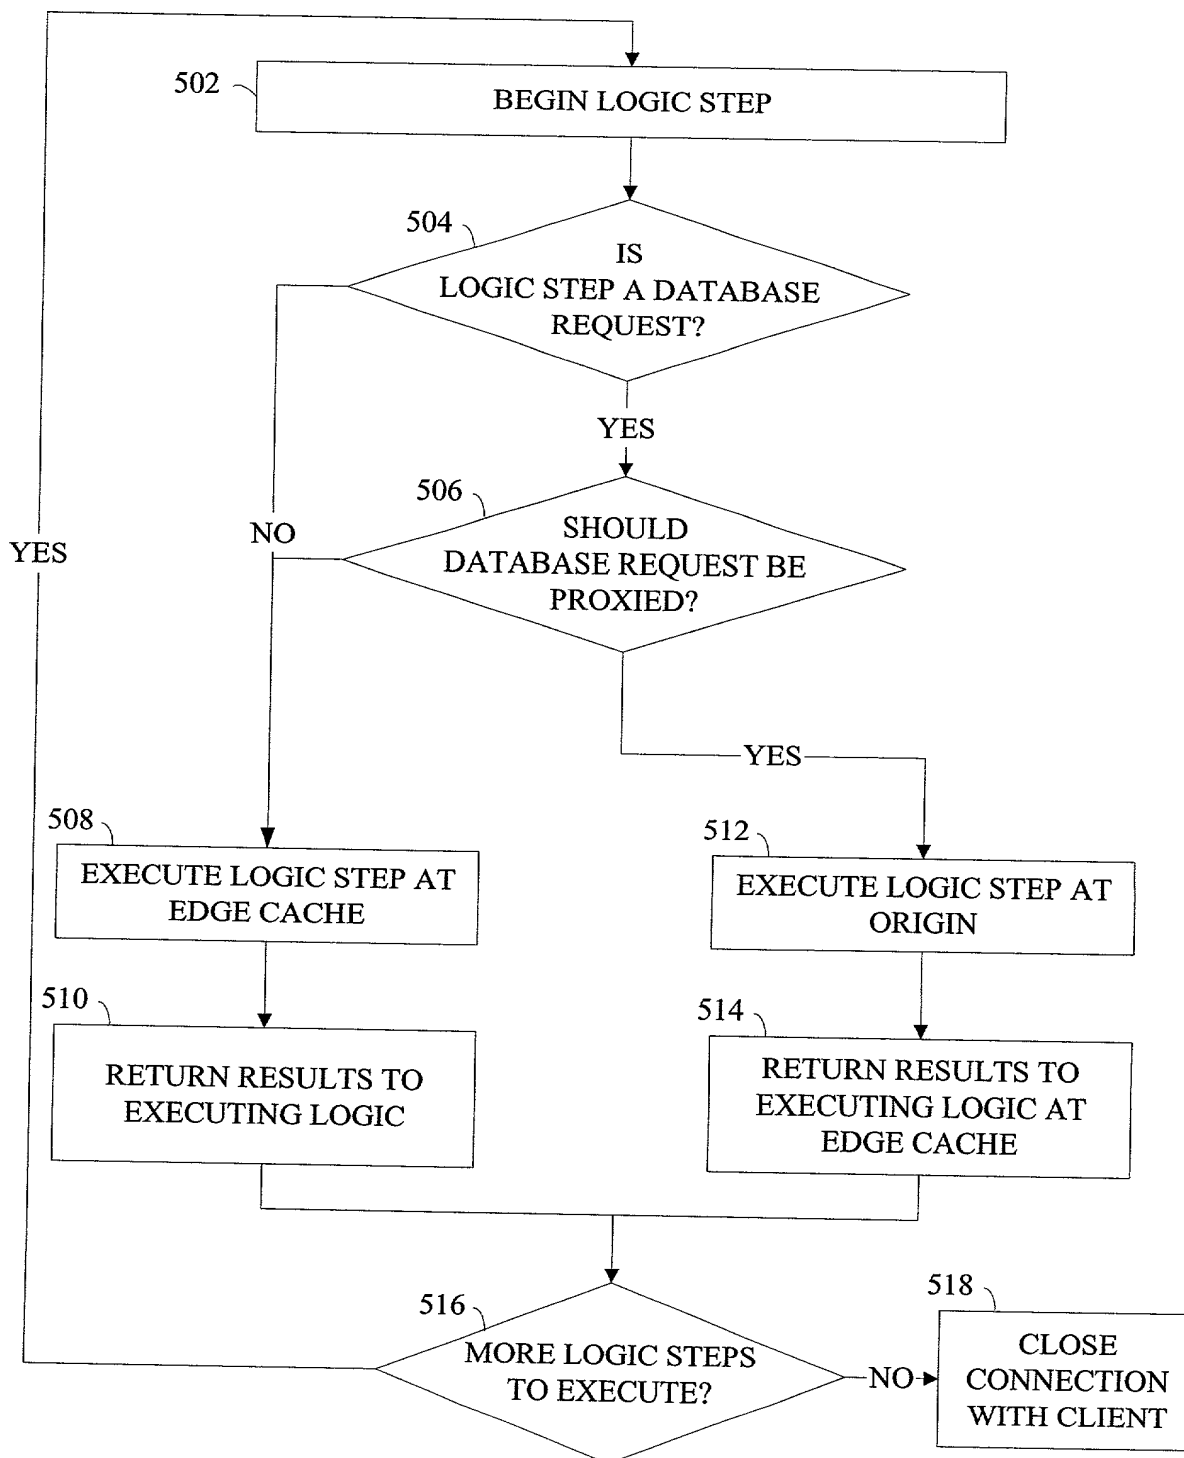 502
BEGIN LOGIC STEP
504
IS
LOGIC STEP A DATABASE
REQUEST?
YES
506
SHOULD
DATABASE REQUEST BE
PROXIED?
NO
YES
YES
508
EXECUTE LOGIC STEP AT
EDGE CACHE
512
EXECUTE LOGIC STEP AT
ORIGIN
510
RETURN RESULTS TO
EXECUTING LOGIC
514
RETURN RESULTS TO
EXECUTING LOGIC AT
EDGE CACHE
516
MORE LOGIC STEPS
TO EXECUTE?
NO
518
CLOSE
CONNECTION
WITH CLIENT